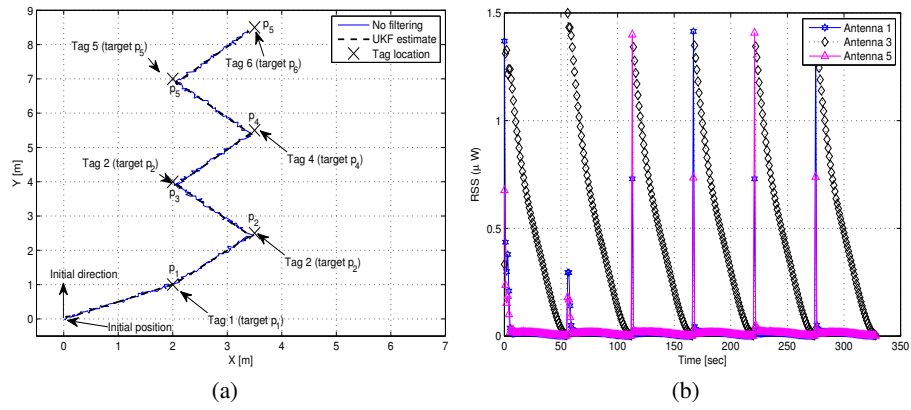 9
8
7
6
5
4
3
2
1
0
Y [m]
0 1 2 3 4 5 6 7
X [m]
No filtering
UKF estimate
Tag location
p5
Tag 5 (target p5)
Tag 6 (target p6)
p5
p4
Tag 2 (target p2)
Tag 4 (target p4)
p3
p2
Tag 2 (target p2)
Initial direction
p1
Tag 1 (target p1)
Initial position
(a)
1.5
1
0.5
0
RSS (μ W)
0 50 100 150 200 250 300 350
Time [sec]
Antenna 1
Antenna 3
Antenna 5
(b)